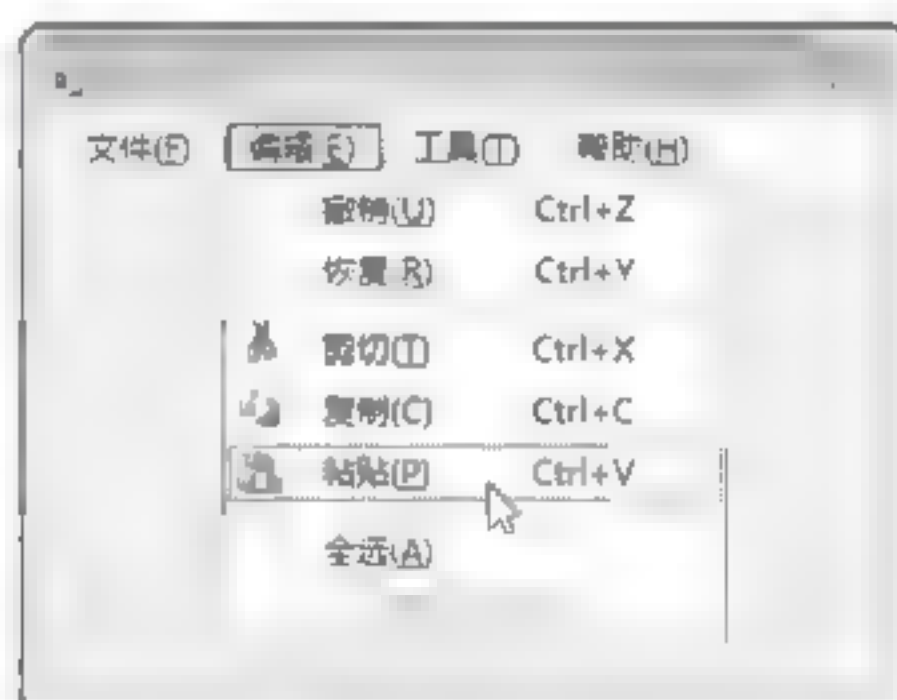 文件(F) 编辑(E) 工具(T) 帮助(H)
撤销(U) Ctrl+Z
恢复(R) Ctrl+Y
剪切(T) Ctrl+X
复制(C) Ctrl+C
粘贴(P) Ctrl+V
全选(A)